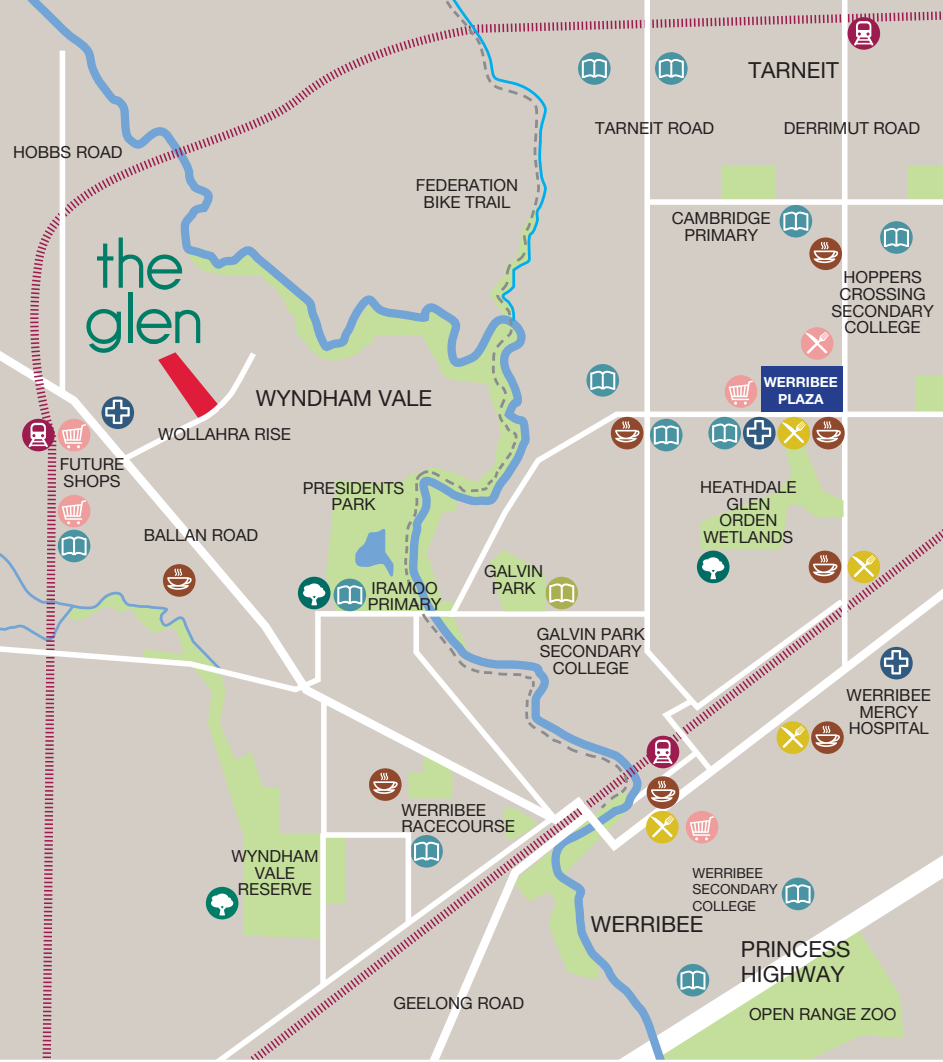 TARNEIT
TARNEIT ROAD
DERRIMUT ROAD
HOBBS ROAD
FEDERATION
BIKE TRAIL
CAMBRIDGE
PRIMARY
the
glen
HOPPERS
CROSSING
SECONDARY
COLLEGE
WERRIBEE
PLAZA
WYNDHAM VALE
WOLLAHRA RISE
FUTURE
SHOPS
PRESIDENTS
PARK
HEATHDALE
GLEN
ORDEN
WETLANDS
BALLAN ROAD
IRAMOO
PRIMARY
GALVIN
PARK
GALVIN PARK
SECONDARY
COLLEGE
WERRIBEE
MERCY
HOSPITAL
WERRIBEE
RACECOURSE
WYNDHAM
VALE
RESERVE
WERRIBEE
SECONDARY
COLLEGE
WERRIBEE
PRINCESS
HIGHWAY
GEELONG ROAD
OPEN RANGE ZOO